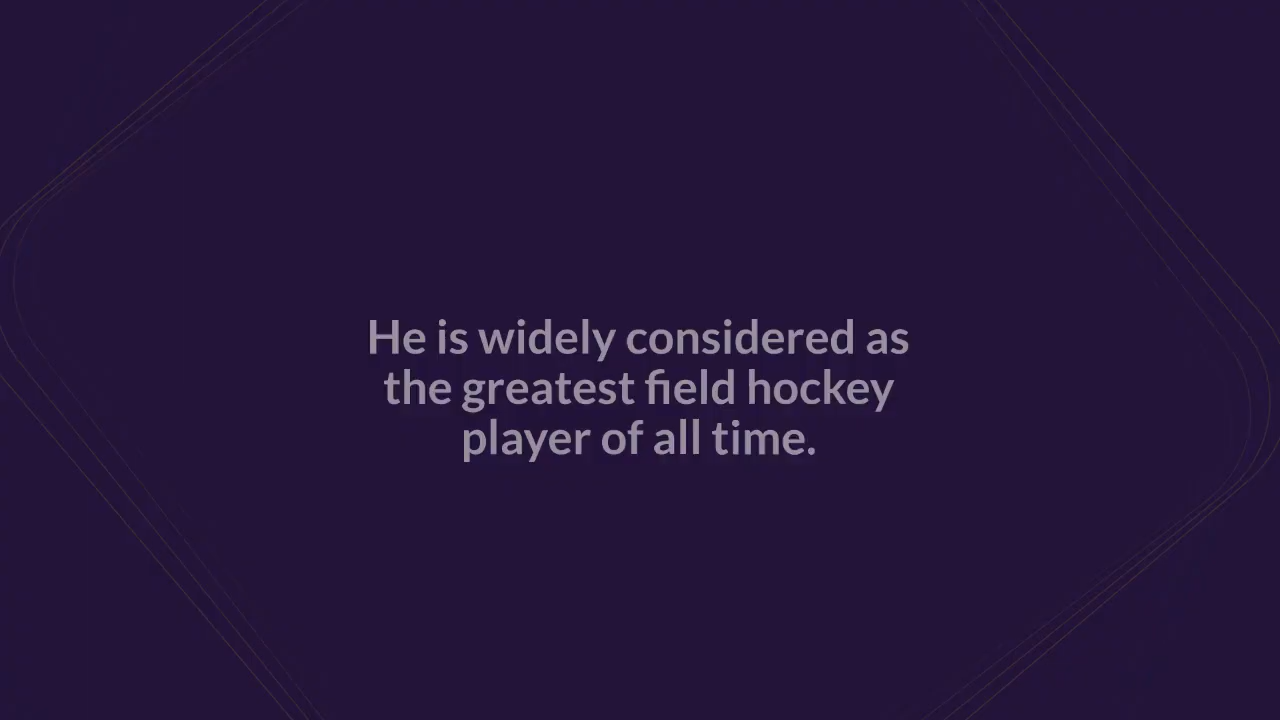 He is widely considered as
the greatest field hockey
player of all time.